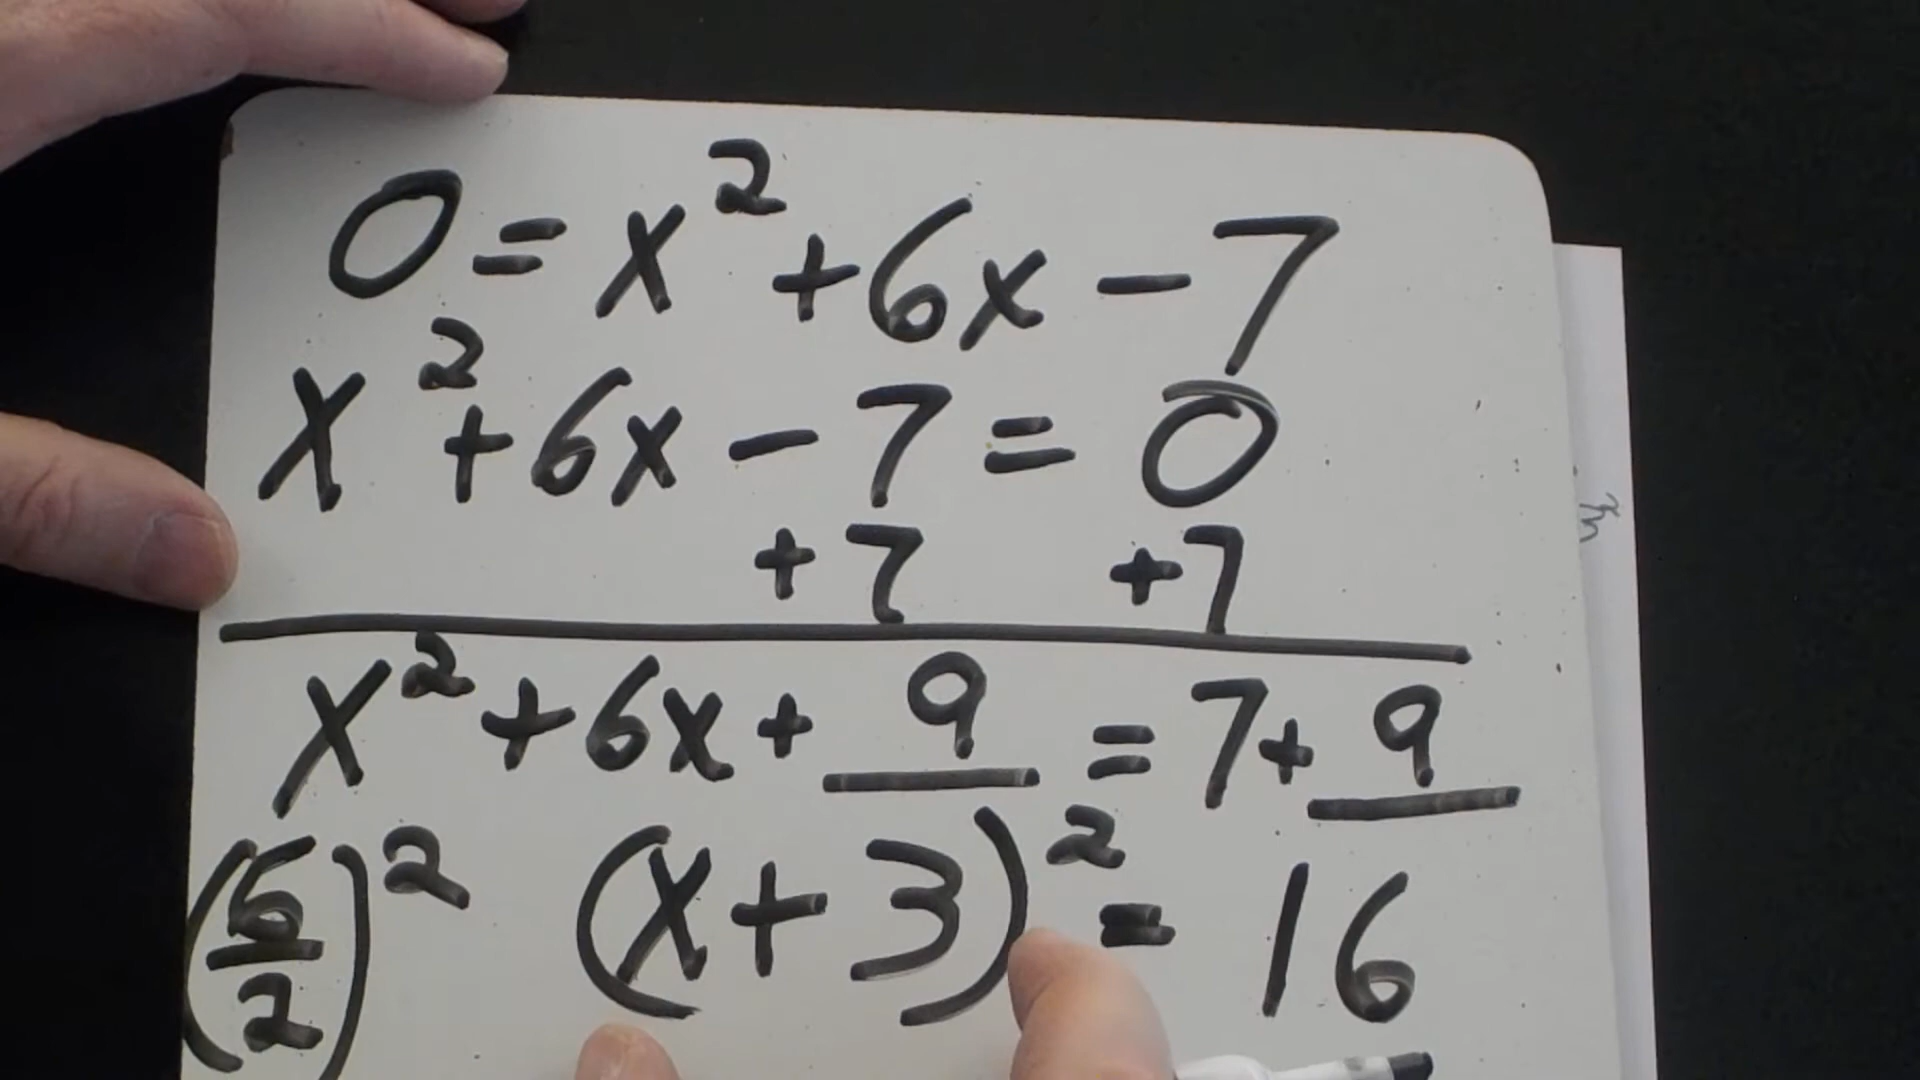 0 = x² + 6x - 7
x² + 6x - 7 = 0
+7 +7
x² + 6x + 9 = 7 + 9
(6/2)² (x + 3)² = 16